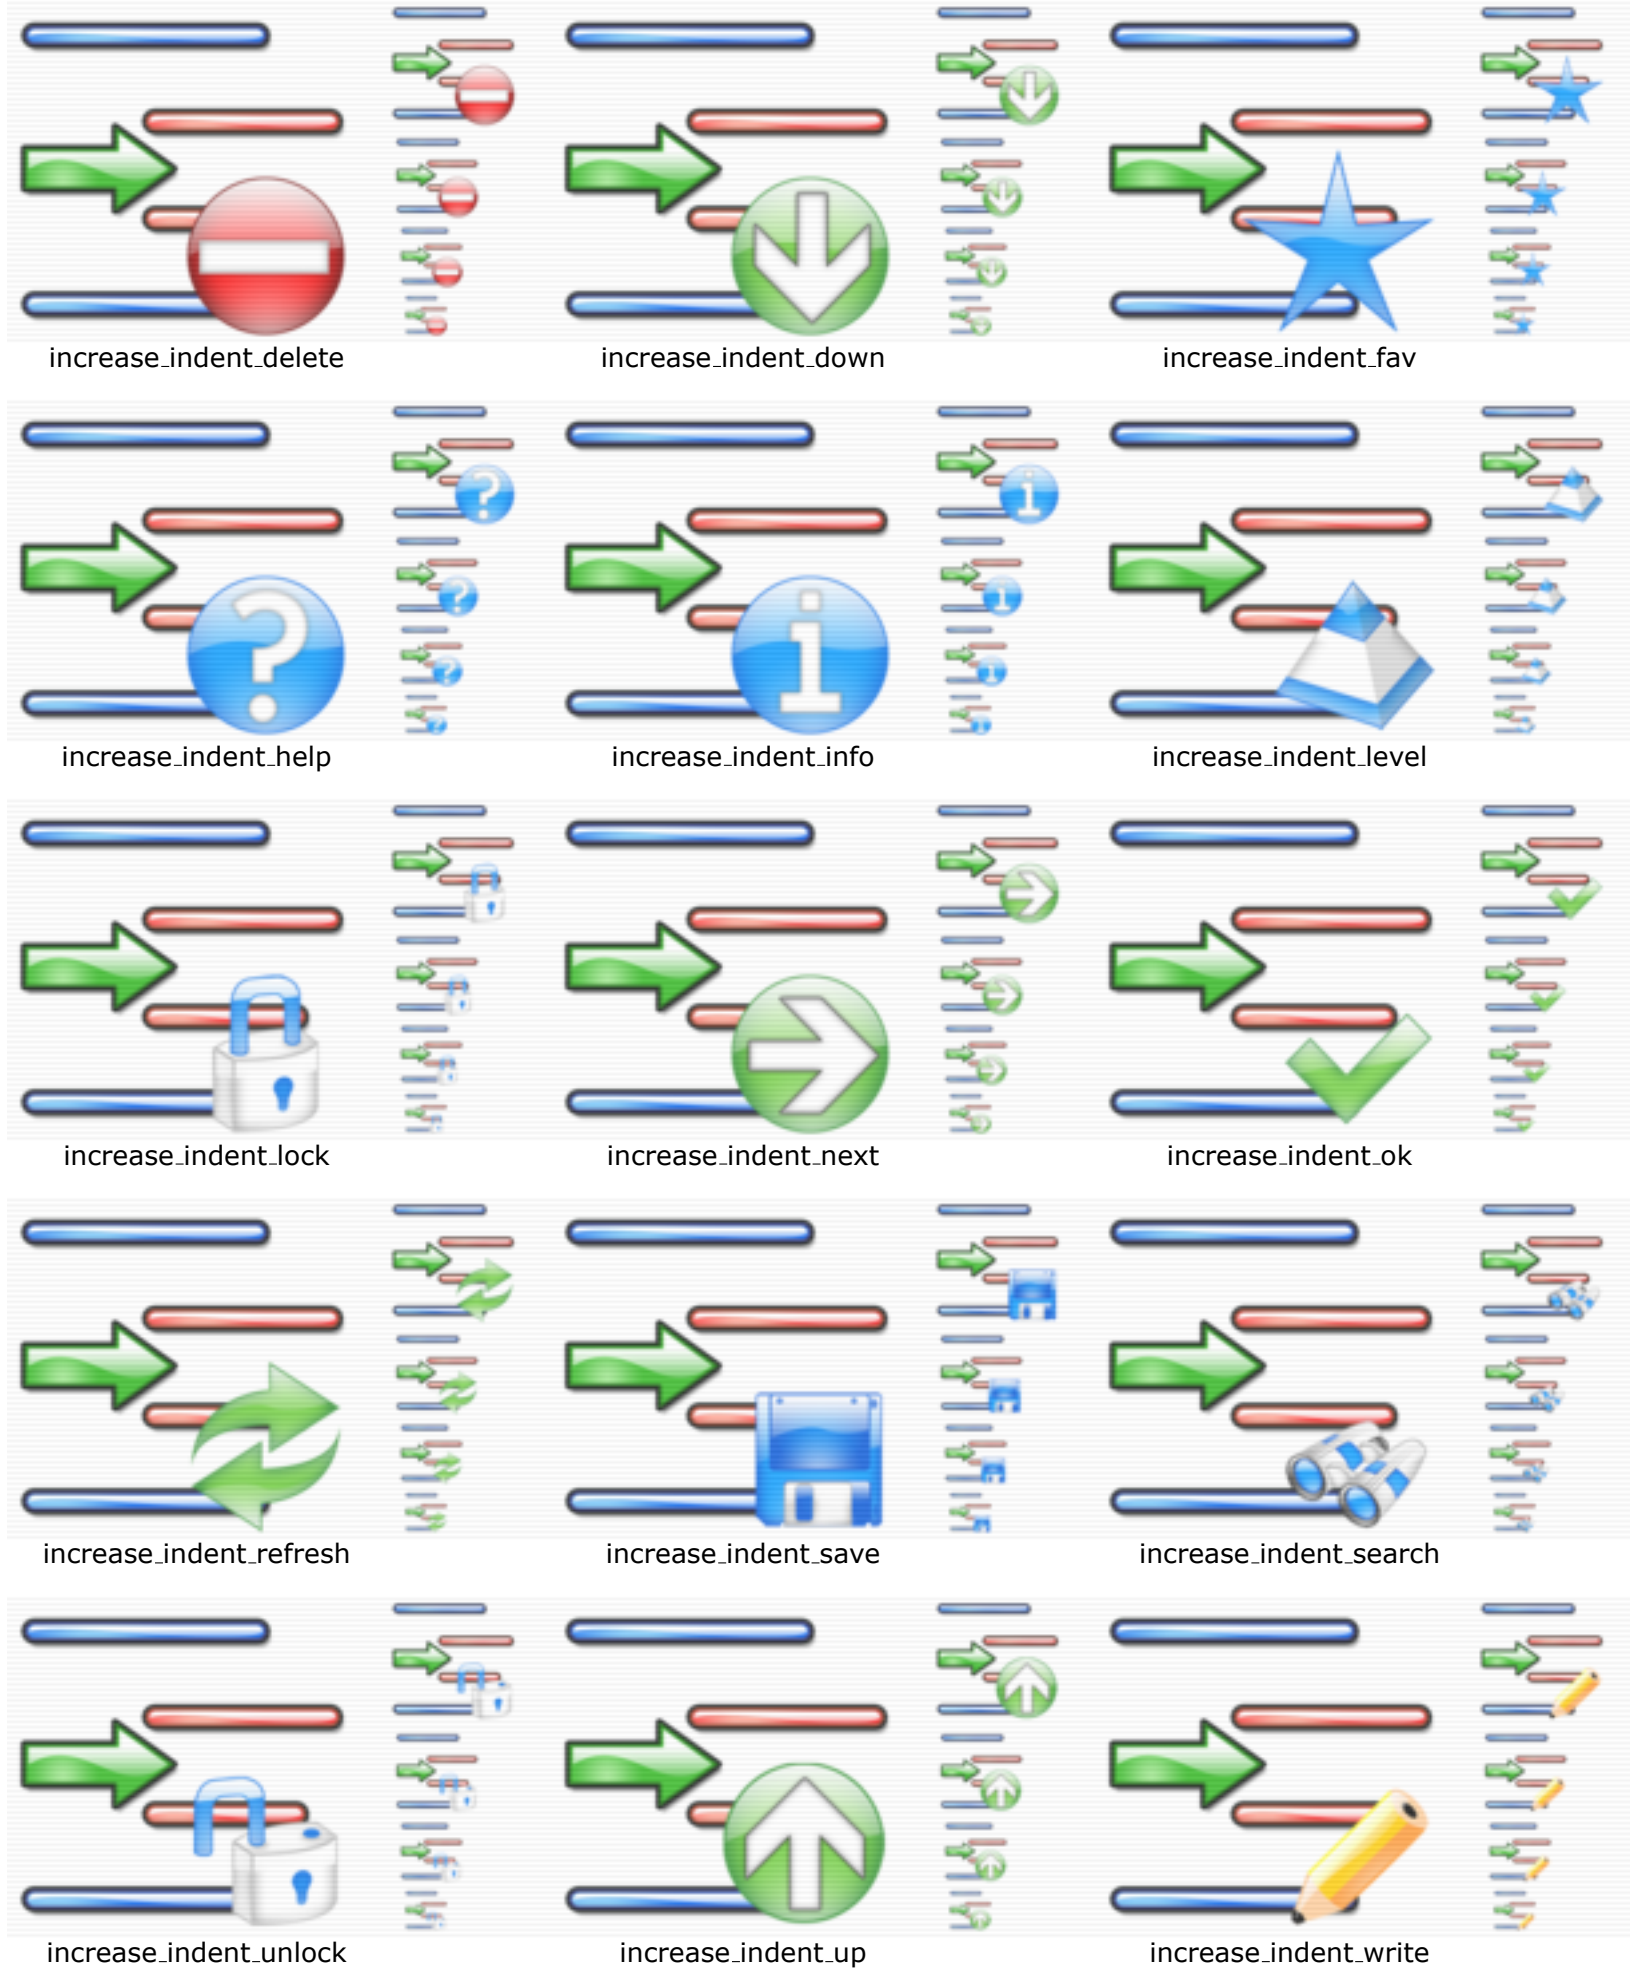 increase_indent_delete
increase_indent_down
increase_indent_fav
increase_indent_help
increase_indent_info
increase_indent_level
increase_indent_lock
increase_indent_next
increase_indent_ok
increase_indent_refresh
increase_indent_save
increase_indent_search
increase_indent_unlock
increase_indent_up
increase_indent_write